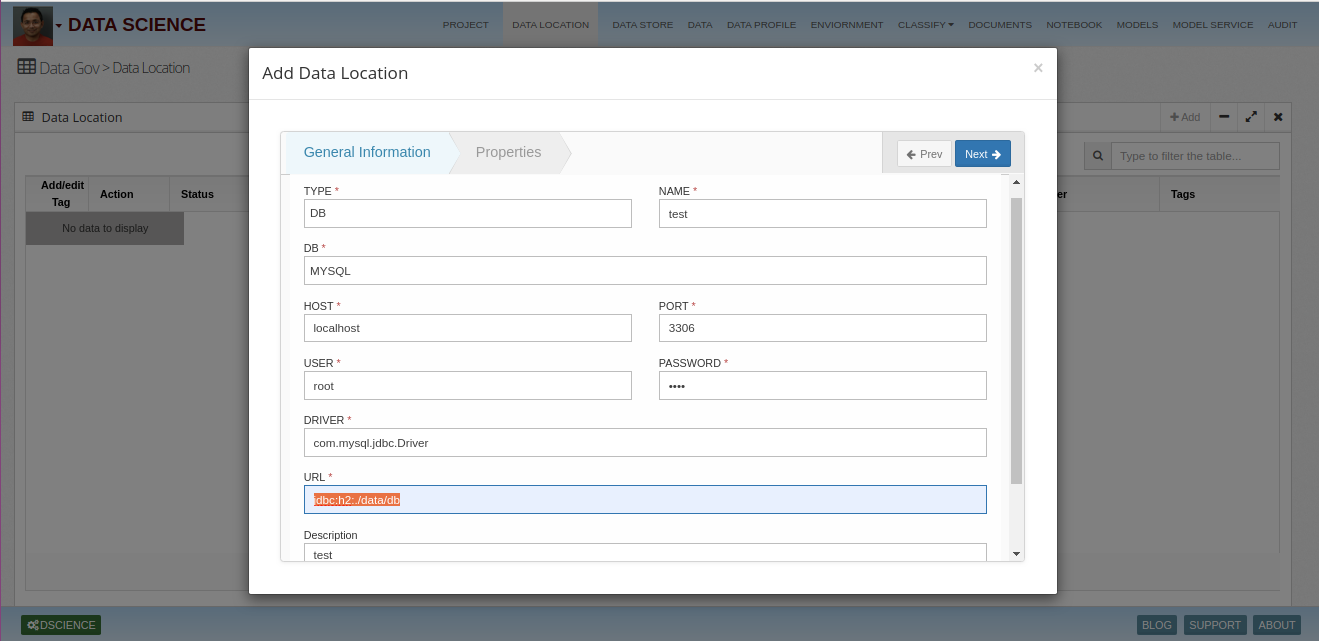 DATA SCIENCE
PROJECT DATA LOCATION DATA STORE DATA DATA PROFILE ENVIORNMENT CLASSIFY DOCUMENTS NOTEBOOK MODELS MODEL SERVICE AUDIT
Data Gov > Data Location
Add Data Location
×
Data Location
Add
General Information
Properties
Prev
Next
Type to filter the table...
Add/edit Tag
Action
Status
er
Tags
No data to display
TYPE *
DB
NAME *
test
DB *
MYSQL
HOST *
localhost
PORT *
3306
USER *
root
PASSWORD *
••••
DRIVER *
com.mysql.jdbc.Driver
URL *
jdbc:h2:./data/db
Description
test
DSCIENCE
BLOG SUPPORT ABOUT